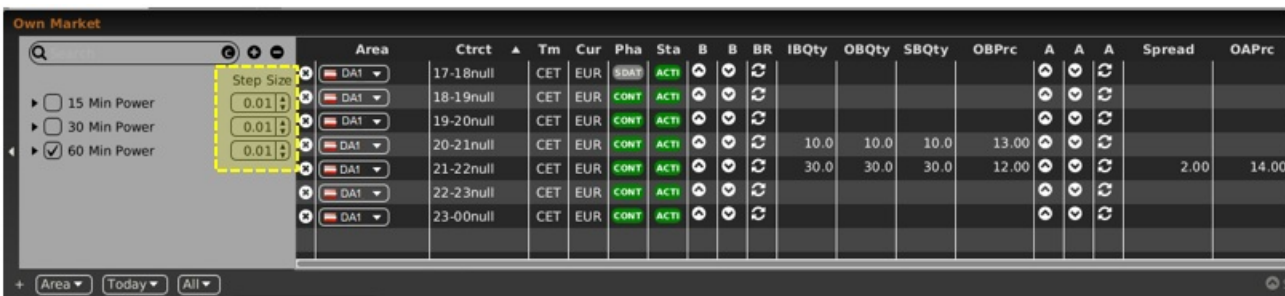 Own Market
Search C
Area Ctrct Tm Cur Pha Sta B B BR IBQty OBQty SBQty OBPrc A A A Spread OAPrc
Step Size
15 Min Power 0.01
30 Min Power 0.01
60 Min Power 0.01
DA1 17-18null CET EUR SDAT ACTI
DA1 18-19null CET EUR CONT ACTI
DA1 19-20null CET EUR CONT ACTI
DA1 20-21null CET EUR CONT ACTI 10.0 10.0 10.0 13.00
DA1 21-22null CET EUR CONT ACTI 30.0 30.0 30.0 12.00 2.00 14.00
DA1 22-23null CET EUR CONT ACTI
DA1 23-00null CET EUR CONT ACTI
+ Area Today All